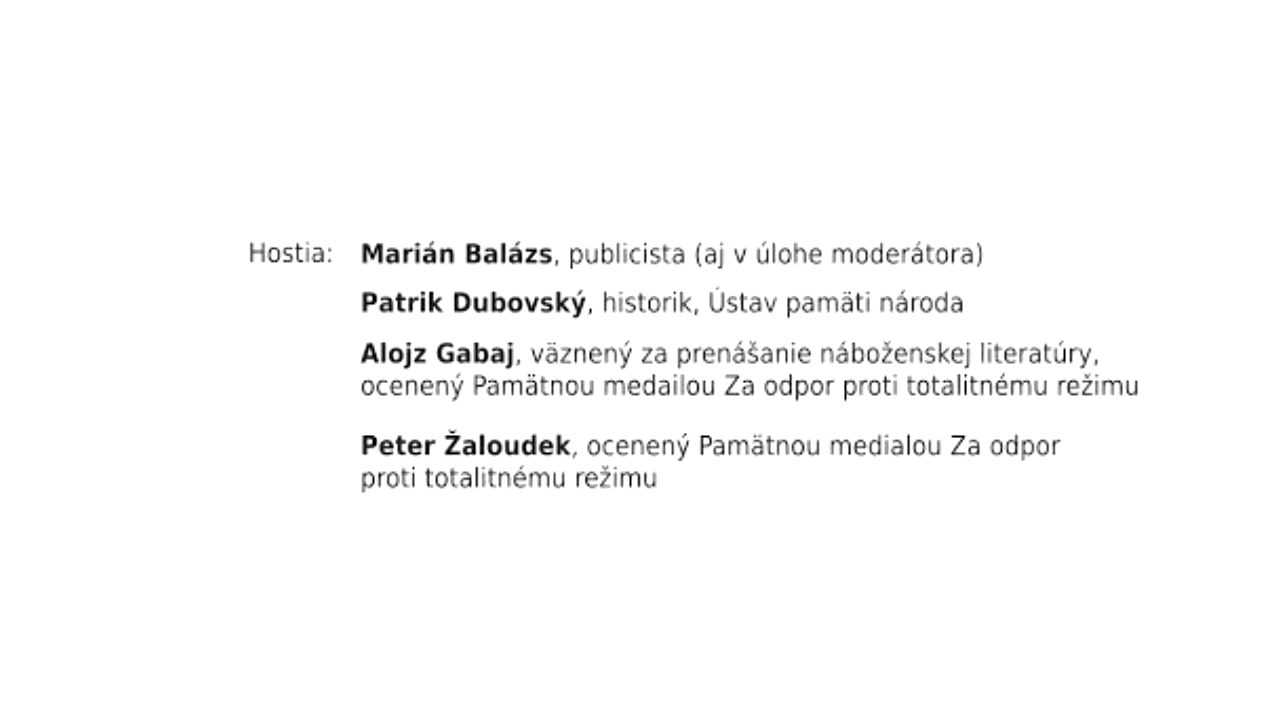 Hostia: Marián Balázs, publicista (aj v úlohe moderátora)
Patrik Dubovský, historik, Ústav pamäti národa
Alojz Gabaj, väznený za prenášanie náboženskej literatúry,
ocenený Pamätnou medailou Za odpor proti totalitnému režimu
Peter Žaloudek, ocenený Pamätnou medialou Za odpor
proti totalitnému režimu